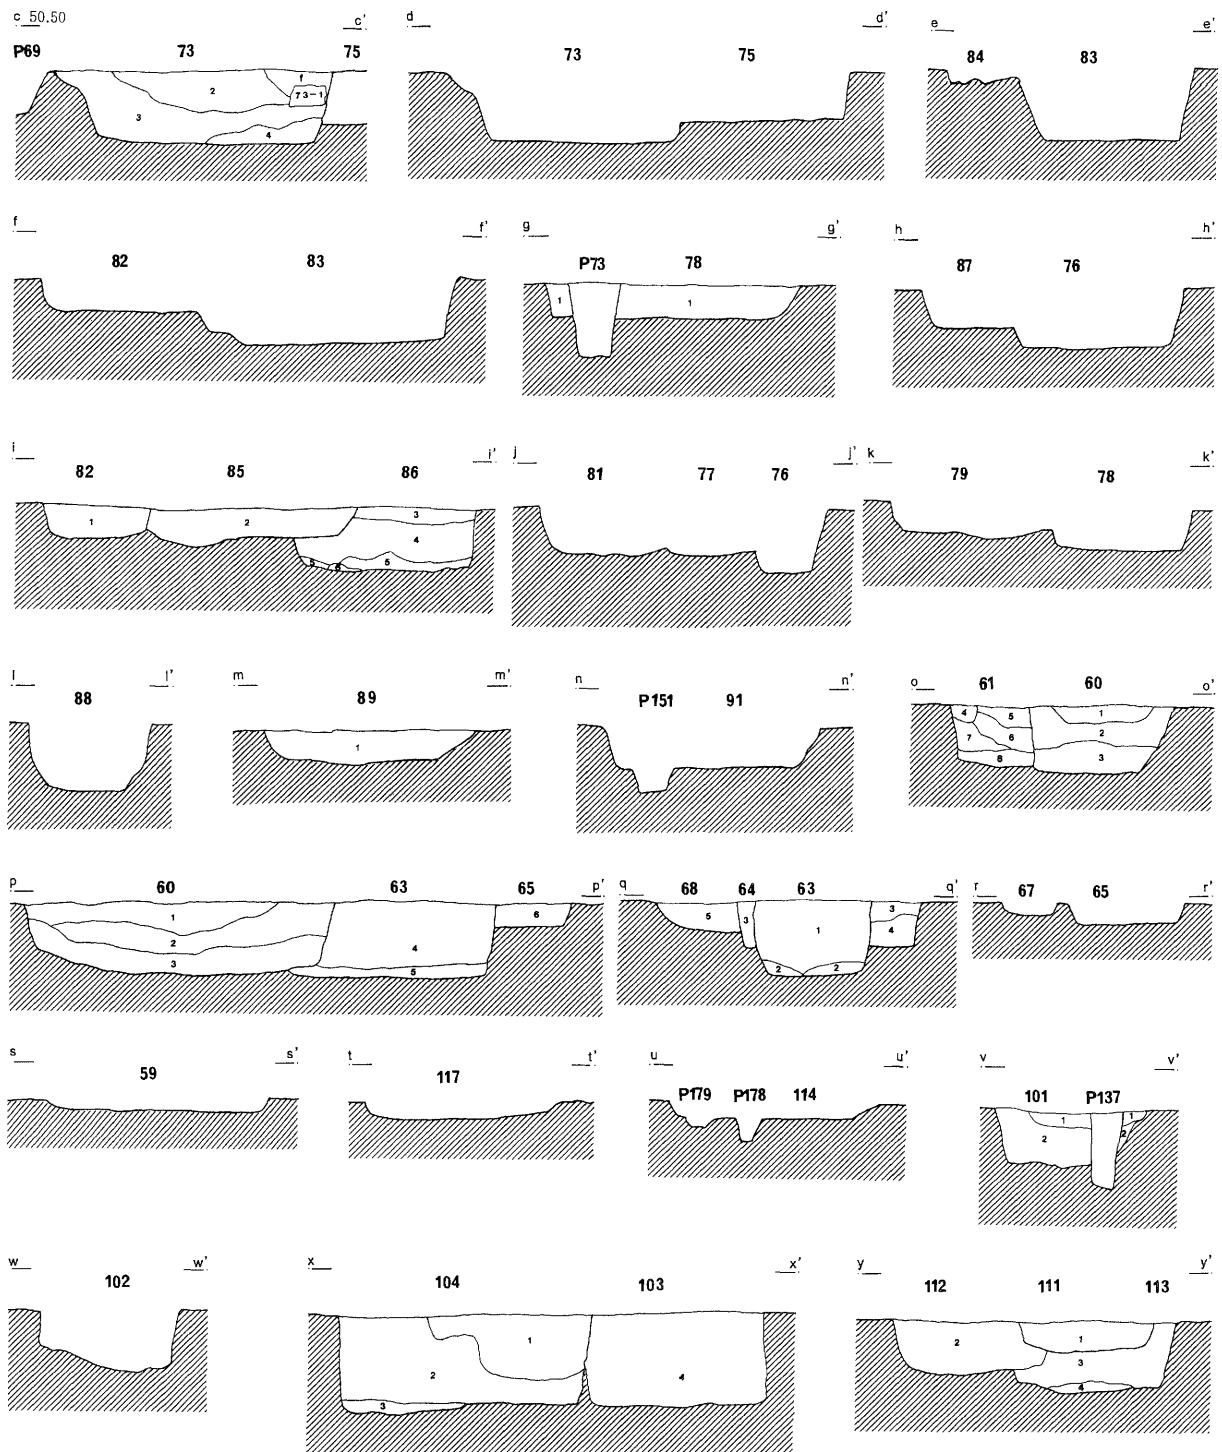 c 50.50 c' d d' e e'
P69 73 75 73 75 84 83
f
2 73-1
3
4
f f' g g' h h'
82 83 P73 78 87 76
1 1
i i' j j' k k'
82 85 86 81 77 76 79 78
1 2 3
4
5 6 5
l l' m m' n n' o o'
88 89 P151 91 61 60
1 4 5 1
7 6 2
8 3
p p' q q' r r'
60 63 65 68 64 63 67 65
1 6 5 3 1 3
2 4 4
3 5 2 2
s s' t t' u u' v v'
59 117 P179 P178 114 101 P137
1 1
2 2
w w' x x' y y'
102 104 103 112 111 113
1 2 1
2 4 3
3 4